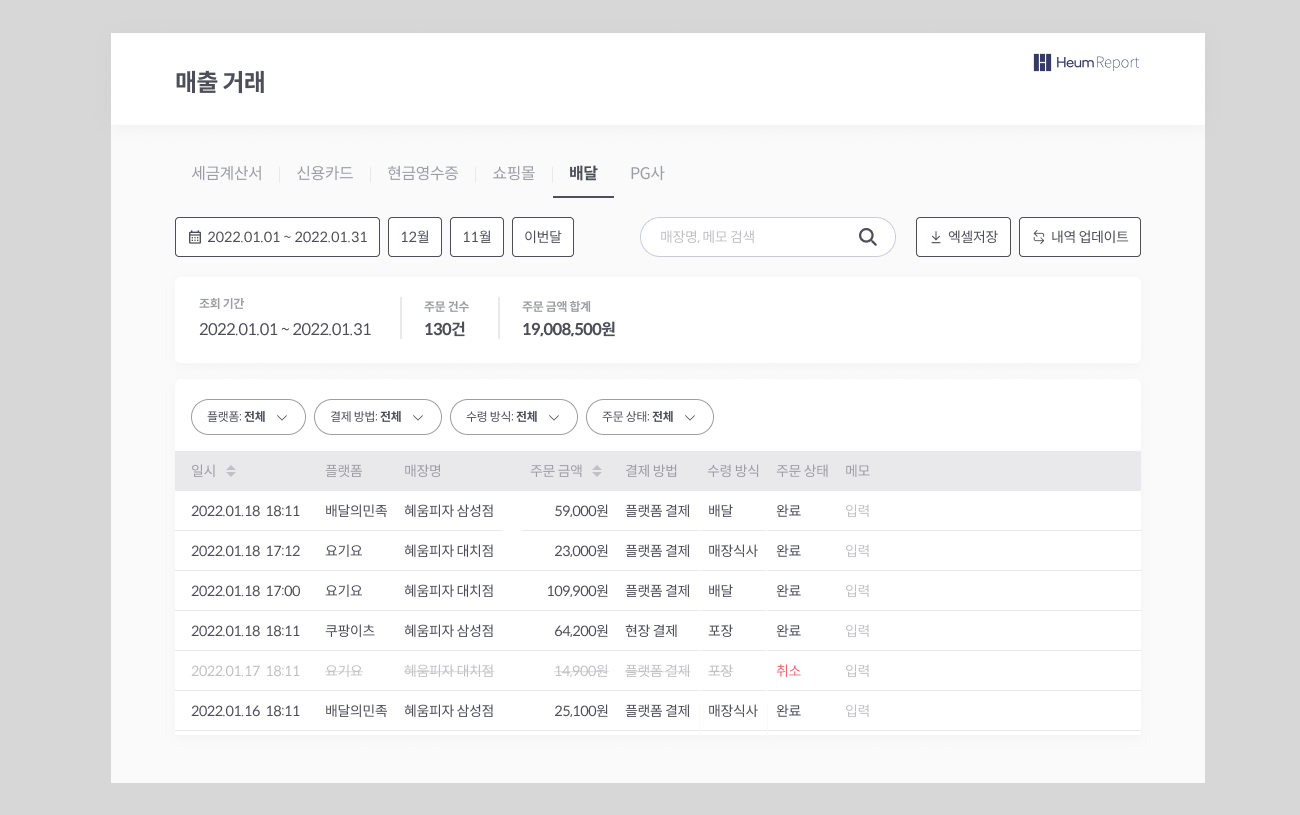 매출 거래
Heum Report
세금계산서 신용카드 현금영수증 쇼핑몰 배달 PG사
2022.01.01 ~ 2022.01.31 12월 11월 이번달 매장명, 메모 검색 엑셀저장 내역 업데이트
조회 기간 주문 건수 주문 금액 합계
2022.01.01 ~ 2022.01.31 130건 19,008,500원
플랫폼: 전체 결제 방법: 전체 수령 방식: 전체 주문 상태: 전체
일시 플랫폼 매장명 주문 금액 결제 방법 수령 방식 주문 상태 메모
2022.01.18 18:11 배달의민족 혜움피자 삼성점 59,000원 플랫폼 결제 배달 완료 입력
2022.01.18 17:12 요기요 혜움피자 대치점 23,000원 플랫폼 결제 매장식사 완료 입력
2022.01.18 17:00 요기요 혜움피자 대치점 109,900원 플랫폼 결제 배달 완료 입력
2022.01.18 18:11 쿠팡이츠 혜움피자 삼성점 64,200원 현장 결제 포장 완료 입력
2022.01.17 18:11 요기요 혜움피자 대치점 14,900원 플랫폼 결제 포장 취소 입력
2022.01.16 18:11 배달의민족 혜움피자 삼성점 25,100원 플랫폼 결제 매장식사 완료 입력